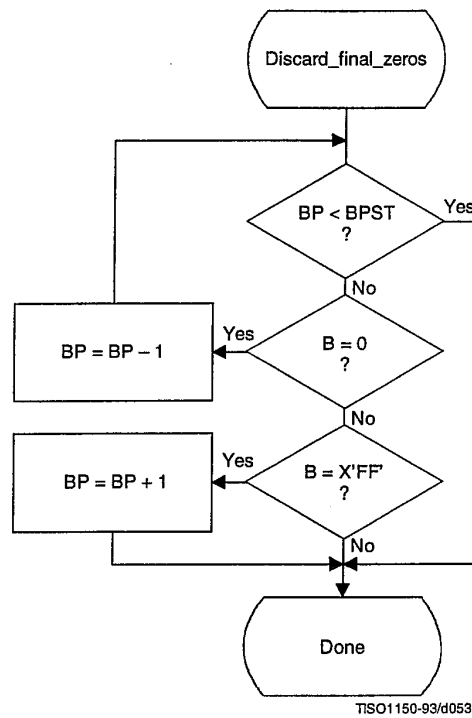 Discard_final_zeros
BP < BPST
?
Yes
No
BP = BP – 1
Yes
B = 0
?
No
BP = BP + 1
Yes
B = X'FF'
?
No
Done
TISO1150-93/d053